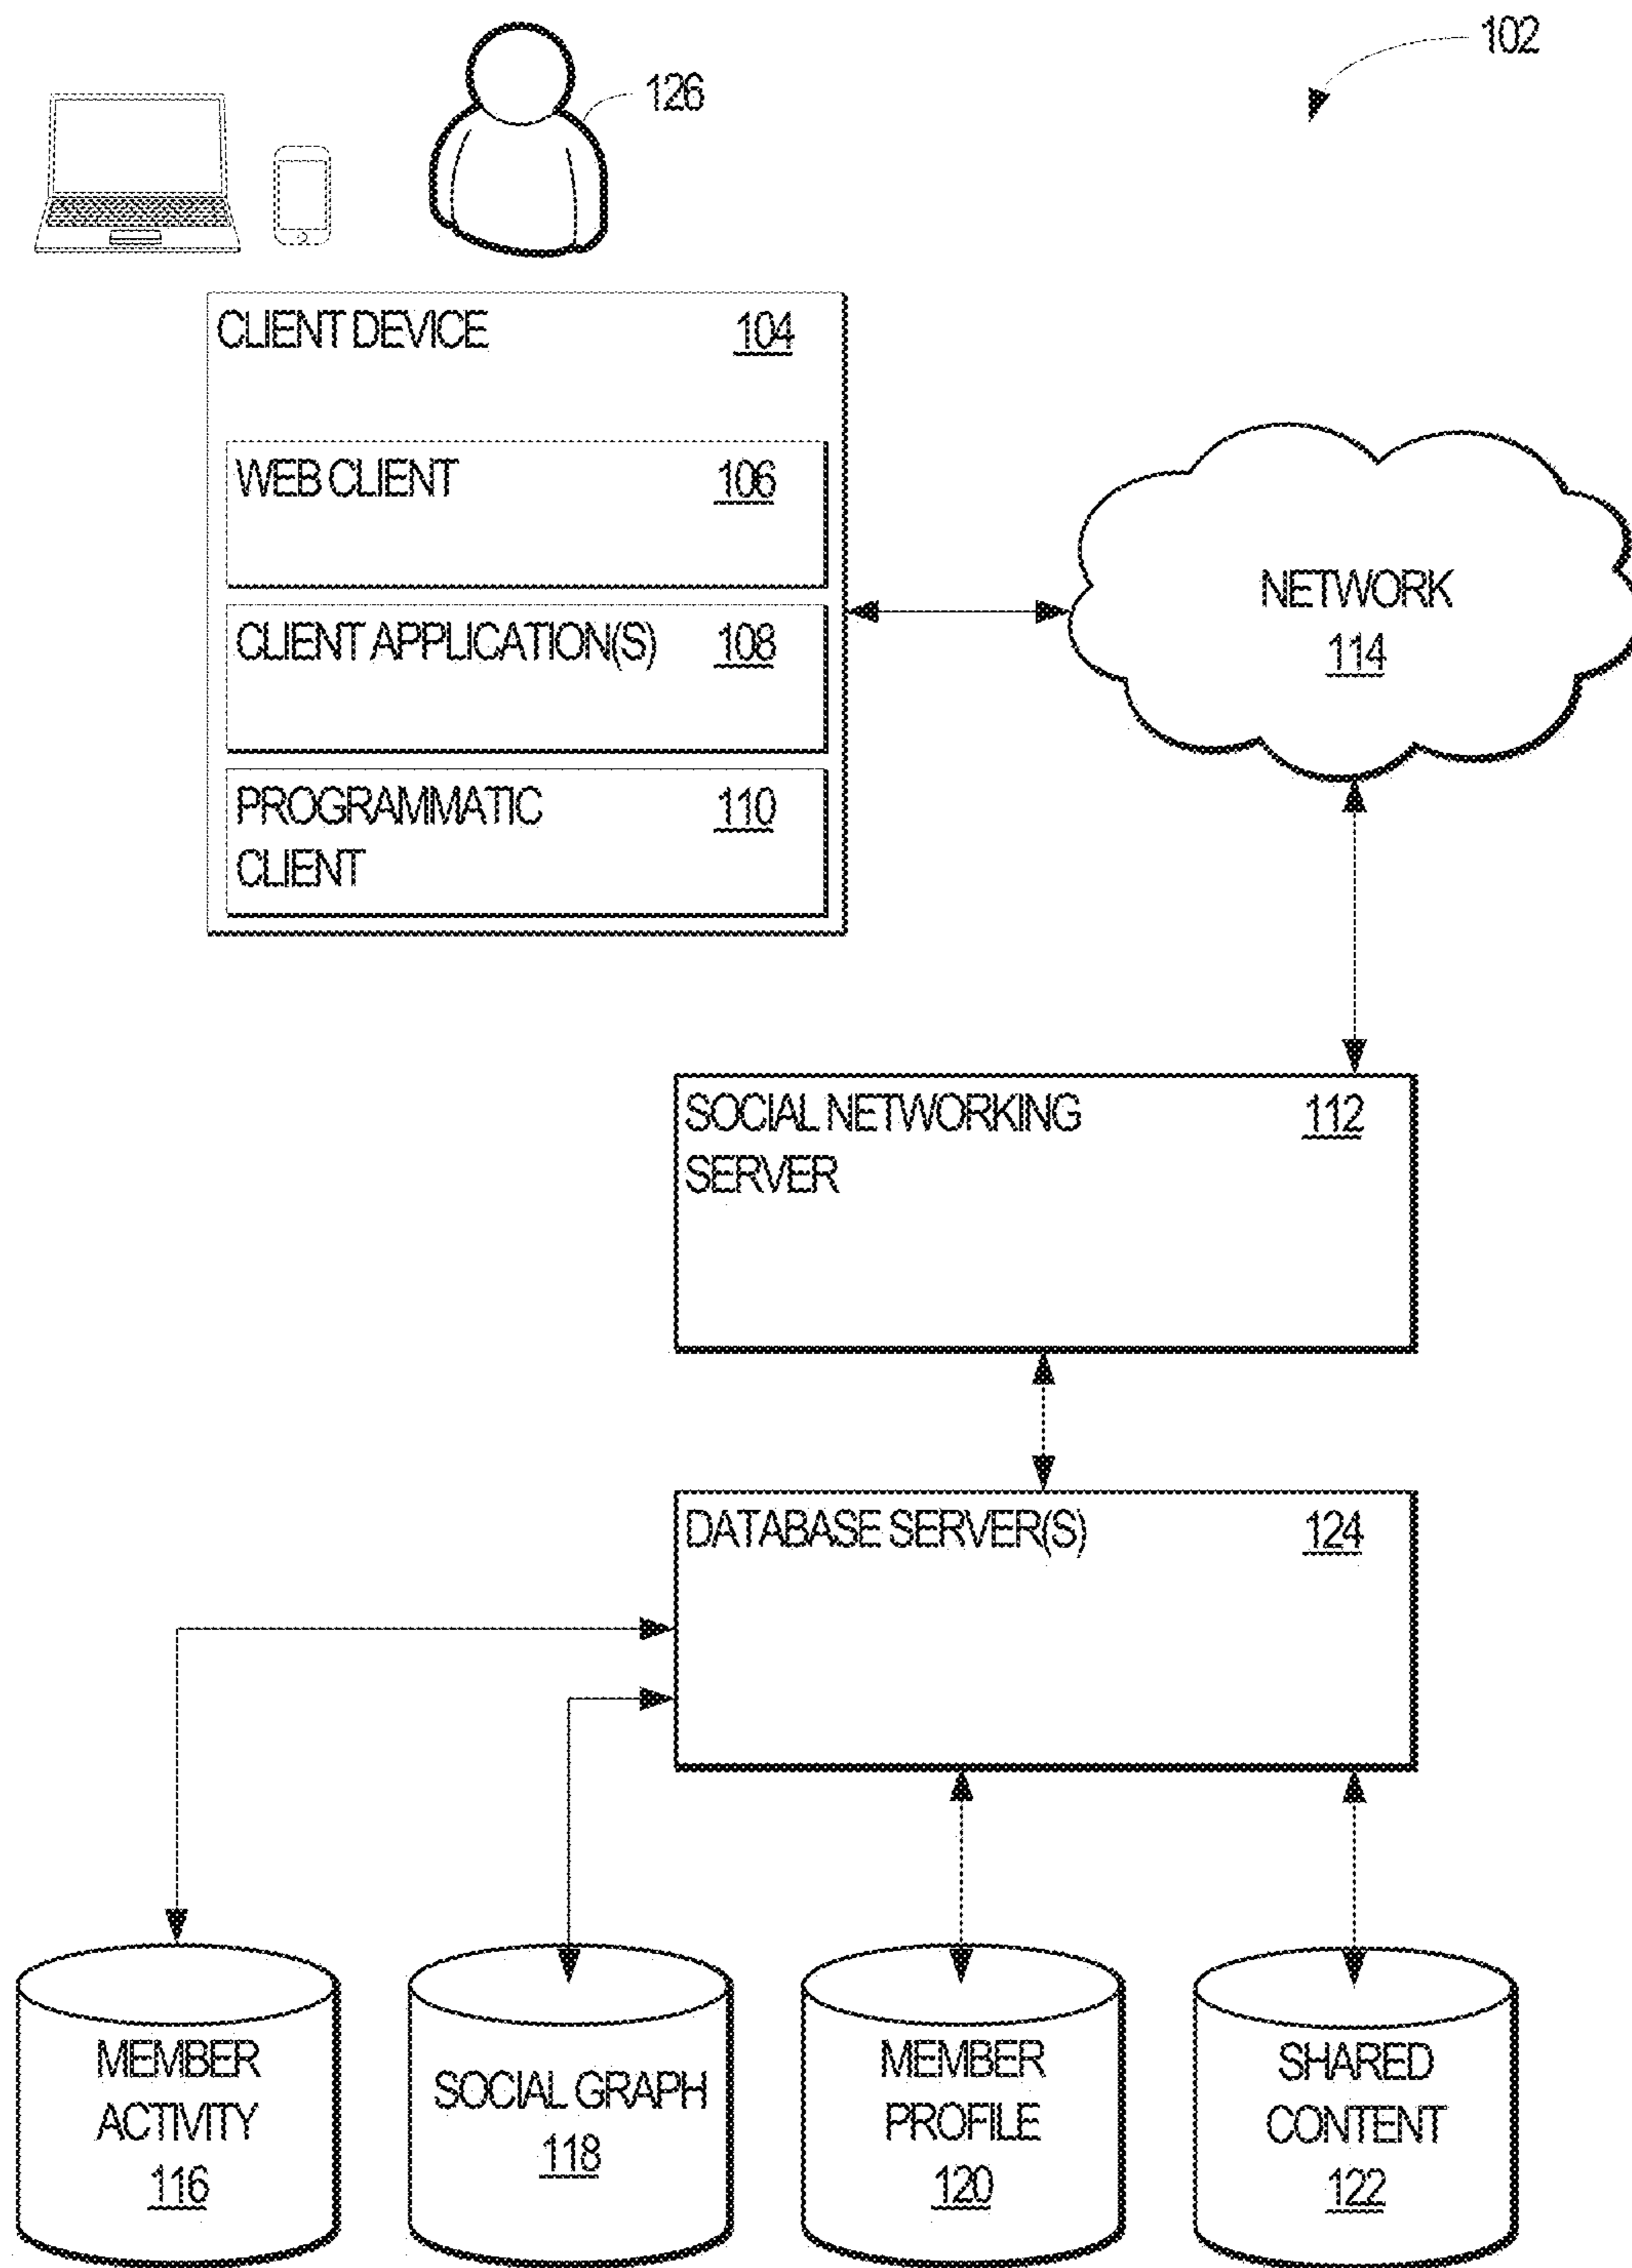 102
126
CLIENT DEVICE 104
WEB CLIENT 106
CLIENT APPLICATION(S) 108
PROGRAMMATIC 110
CLIENT
NETWORK
114
SOCIAL NETWORKING 112
SERVER
DATABASE SERVER(S) 124
MEMBER
ACTIVITY
116
SOCIAL GRAPH
118
MEMBER
PROFILE
120
SHARED
CONTENT
122